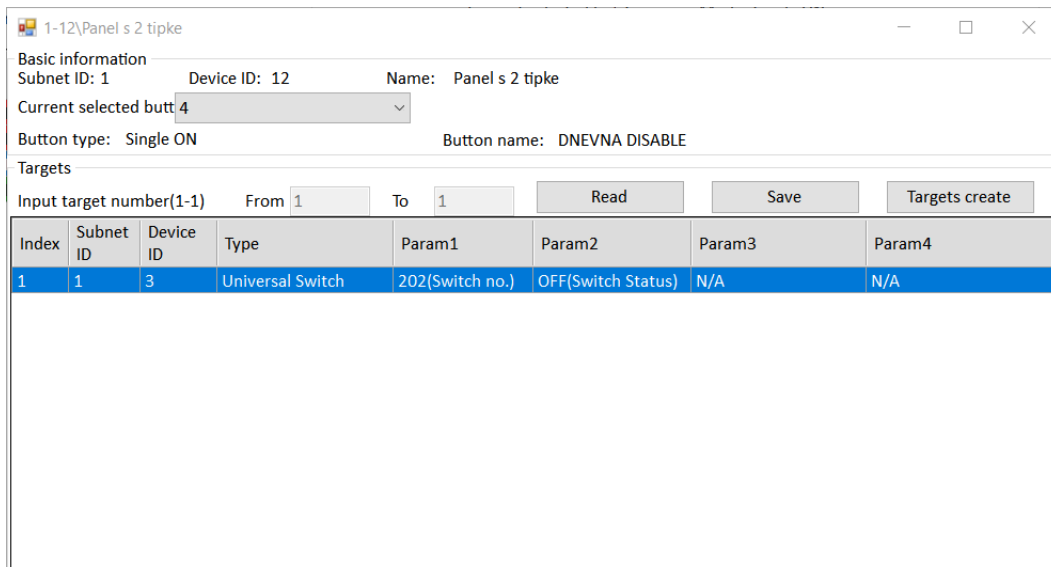 1-12\Panel s 2 tipke
Basic information
Subnet ID: 1 Device ID: 12 Name: Panel s 2 tipke
Current selected butt 4
Button type: Single ON Button name: DNEVNA DISABLE
Targets
Input target number(1-1) From 1 To 1 Read Save Targets create
Index Subnet ID Device ID Type Param1 Param2 Param3 Param4
1 1 3 Universal Switch 202(Switch no.) OFF(Switch Status) N/A N/A